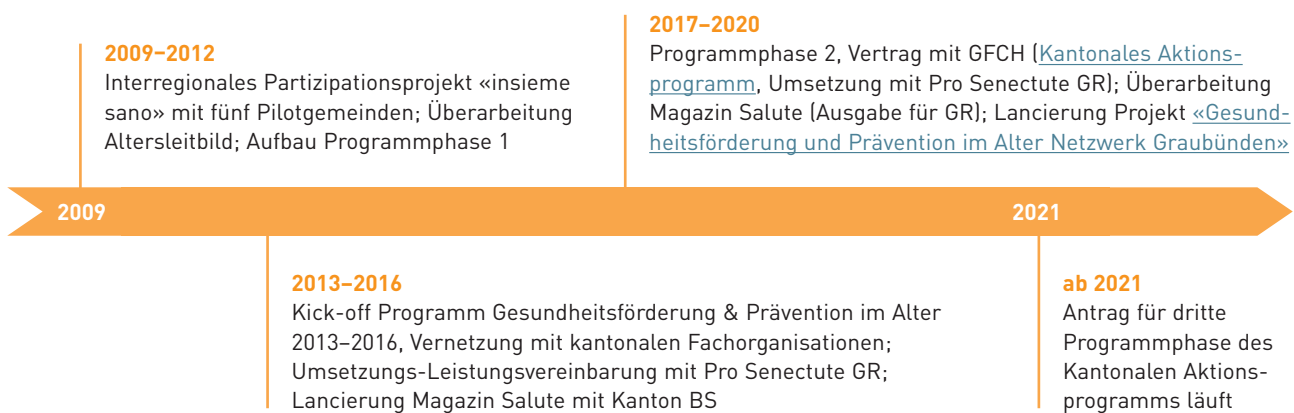 2009–2012
Interregionales Partizipationsprojekt «insieme
sano» mit fünf Pilotgemeinden; Überarbeitung
Altersleitbild; Aufbau Programmphase 1
2017–2020
Programmphase 2, Vertrag mit GFCH (Kantonales Aktions-
programm, Umsetzung mit Pro Senectute GR); Überarbeitung
Magazin Salute (Ausgabe für GR); Lancierung Projekt «Gesund-
heitsförderung und Prävention im Alter Netzwerk Graubünden»
2009
2021
2013–2016
Kick-off Programm Gesundheitsförderung & Prävention im Alter
2013–2016, Vernetzung mit kantonalen Fachorganisationen;
Umsetzungs-Leistungsvereinbarung mit Pro Senectute GR;
Lancierung Magazin Salute mit Kanton BS
ab 2021
Antrag für dritte
Programmphase des
Kantonalen Aktions-
programms läuft